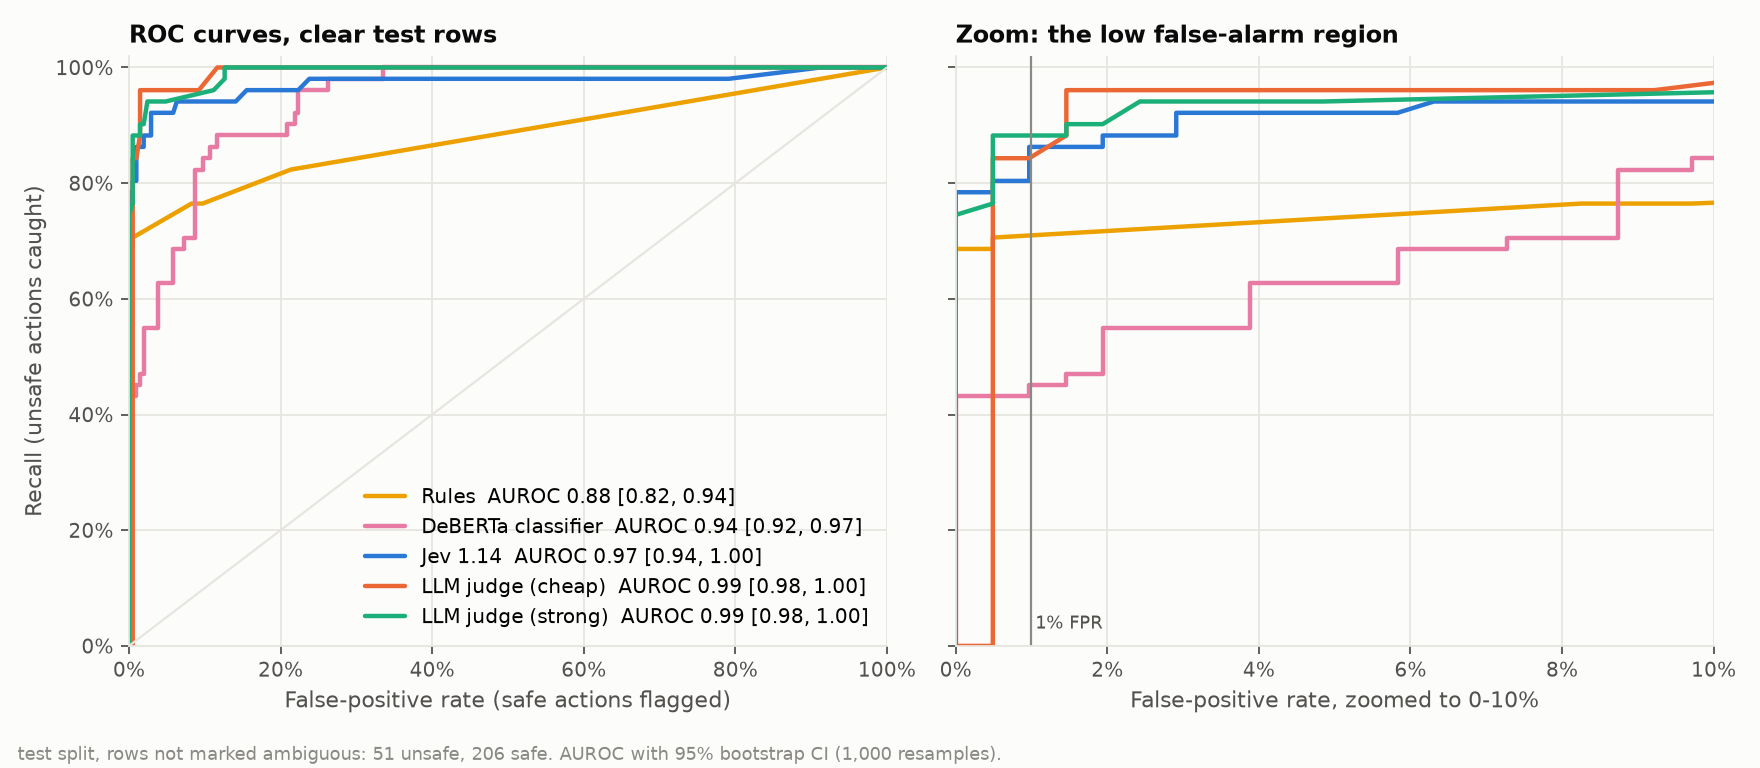 ROC curves, clear test rows
Recall (unsafe actions caught)
100%
80%
60%
40%
20%
0%
Rules AUROC 0.88 [0.82, 0.94]
DeBERTa classifier AUROC 0.94 [0.92, 0.97]
Jev 1.14 AUROC 0.97 [0.94, 1.00]
LLM judge (cheap) AUROC 0.99 [0.98, 1.00]
LLM judge (strong) AUROC 0.99 [0.98, 1.00]
0% 20% 40% 60% 80% 100%
False-positive rate (safe actions flagged)
Zoom: the low false-alarm region
1% FPR
0% 2% 4% 6% 8% 10%
False-positive rate, zoomed to 0-10%
test split, rows not marked ambiguous: 51 unsafe, 206 safe. AUROC with 95% bootstrap CI (1,000 resamples).